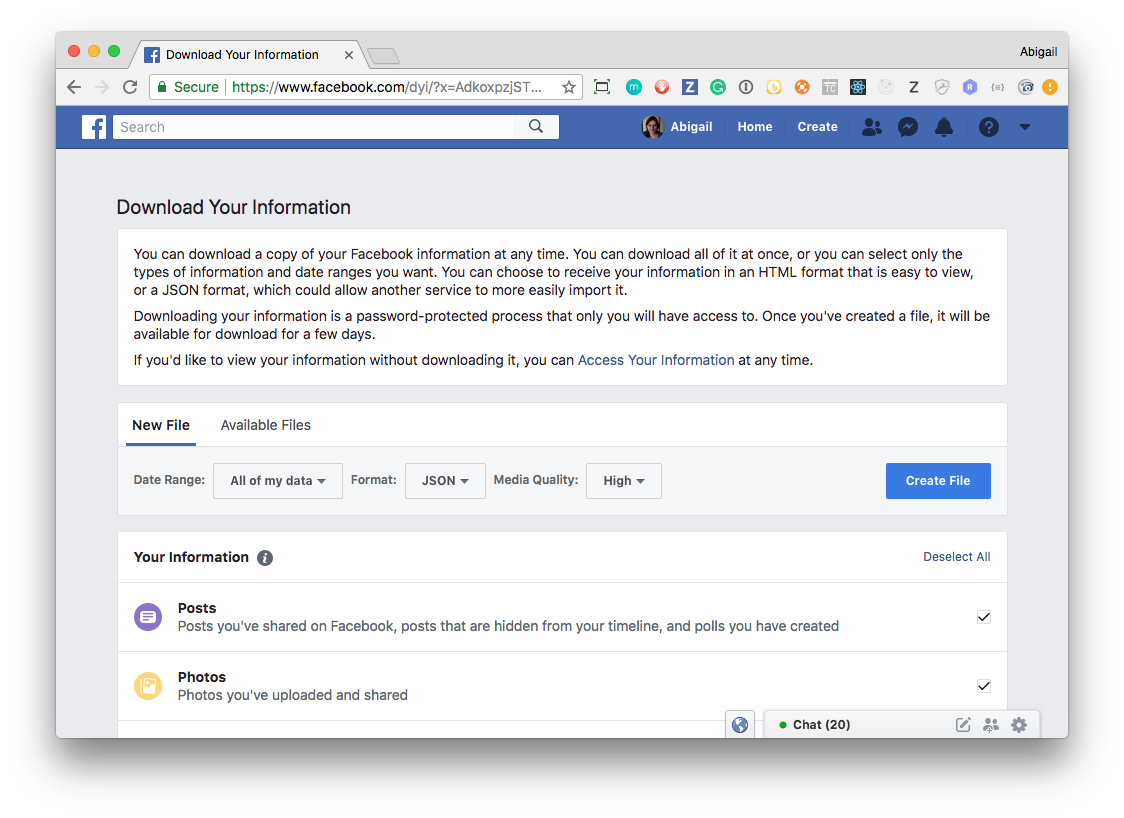 Download Your Information
Abigail
Secure https://www.facebook.com/dyi/?x=AdkoxpzjST...
Search
Abigail
Home
Create
Download Your Information
You can download a copy of your Facebook information at any time. You can download all of it at once, or you can select only the
types of information and date ranges you want. You can choose to receive your information in an HTML format that is easy to view,
or a JSON format, which could allow another service to more easily import it.
Downloading your information is a password-protected process that only you will have access to. Once you've created a file, it will be
available for download for a few days.
If you'd like to view your information without downloading it, you can Access Your Information at any time.
New File
Available Files
Date Range: All of my data Format: JSON Media Quality: High Create File
Your Information
Deselect All
Posts
Posts you've shared on Facebook, posts that are hidden from your timeline, and polls you have created
Photos
Photos you've uploaded and shared
Chat (20)